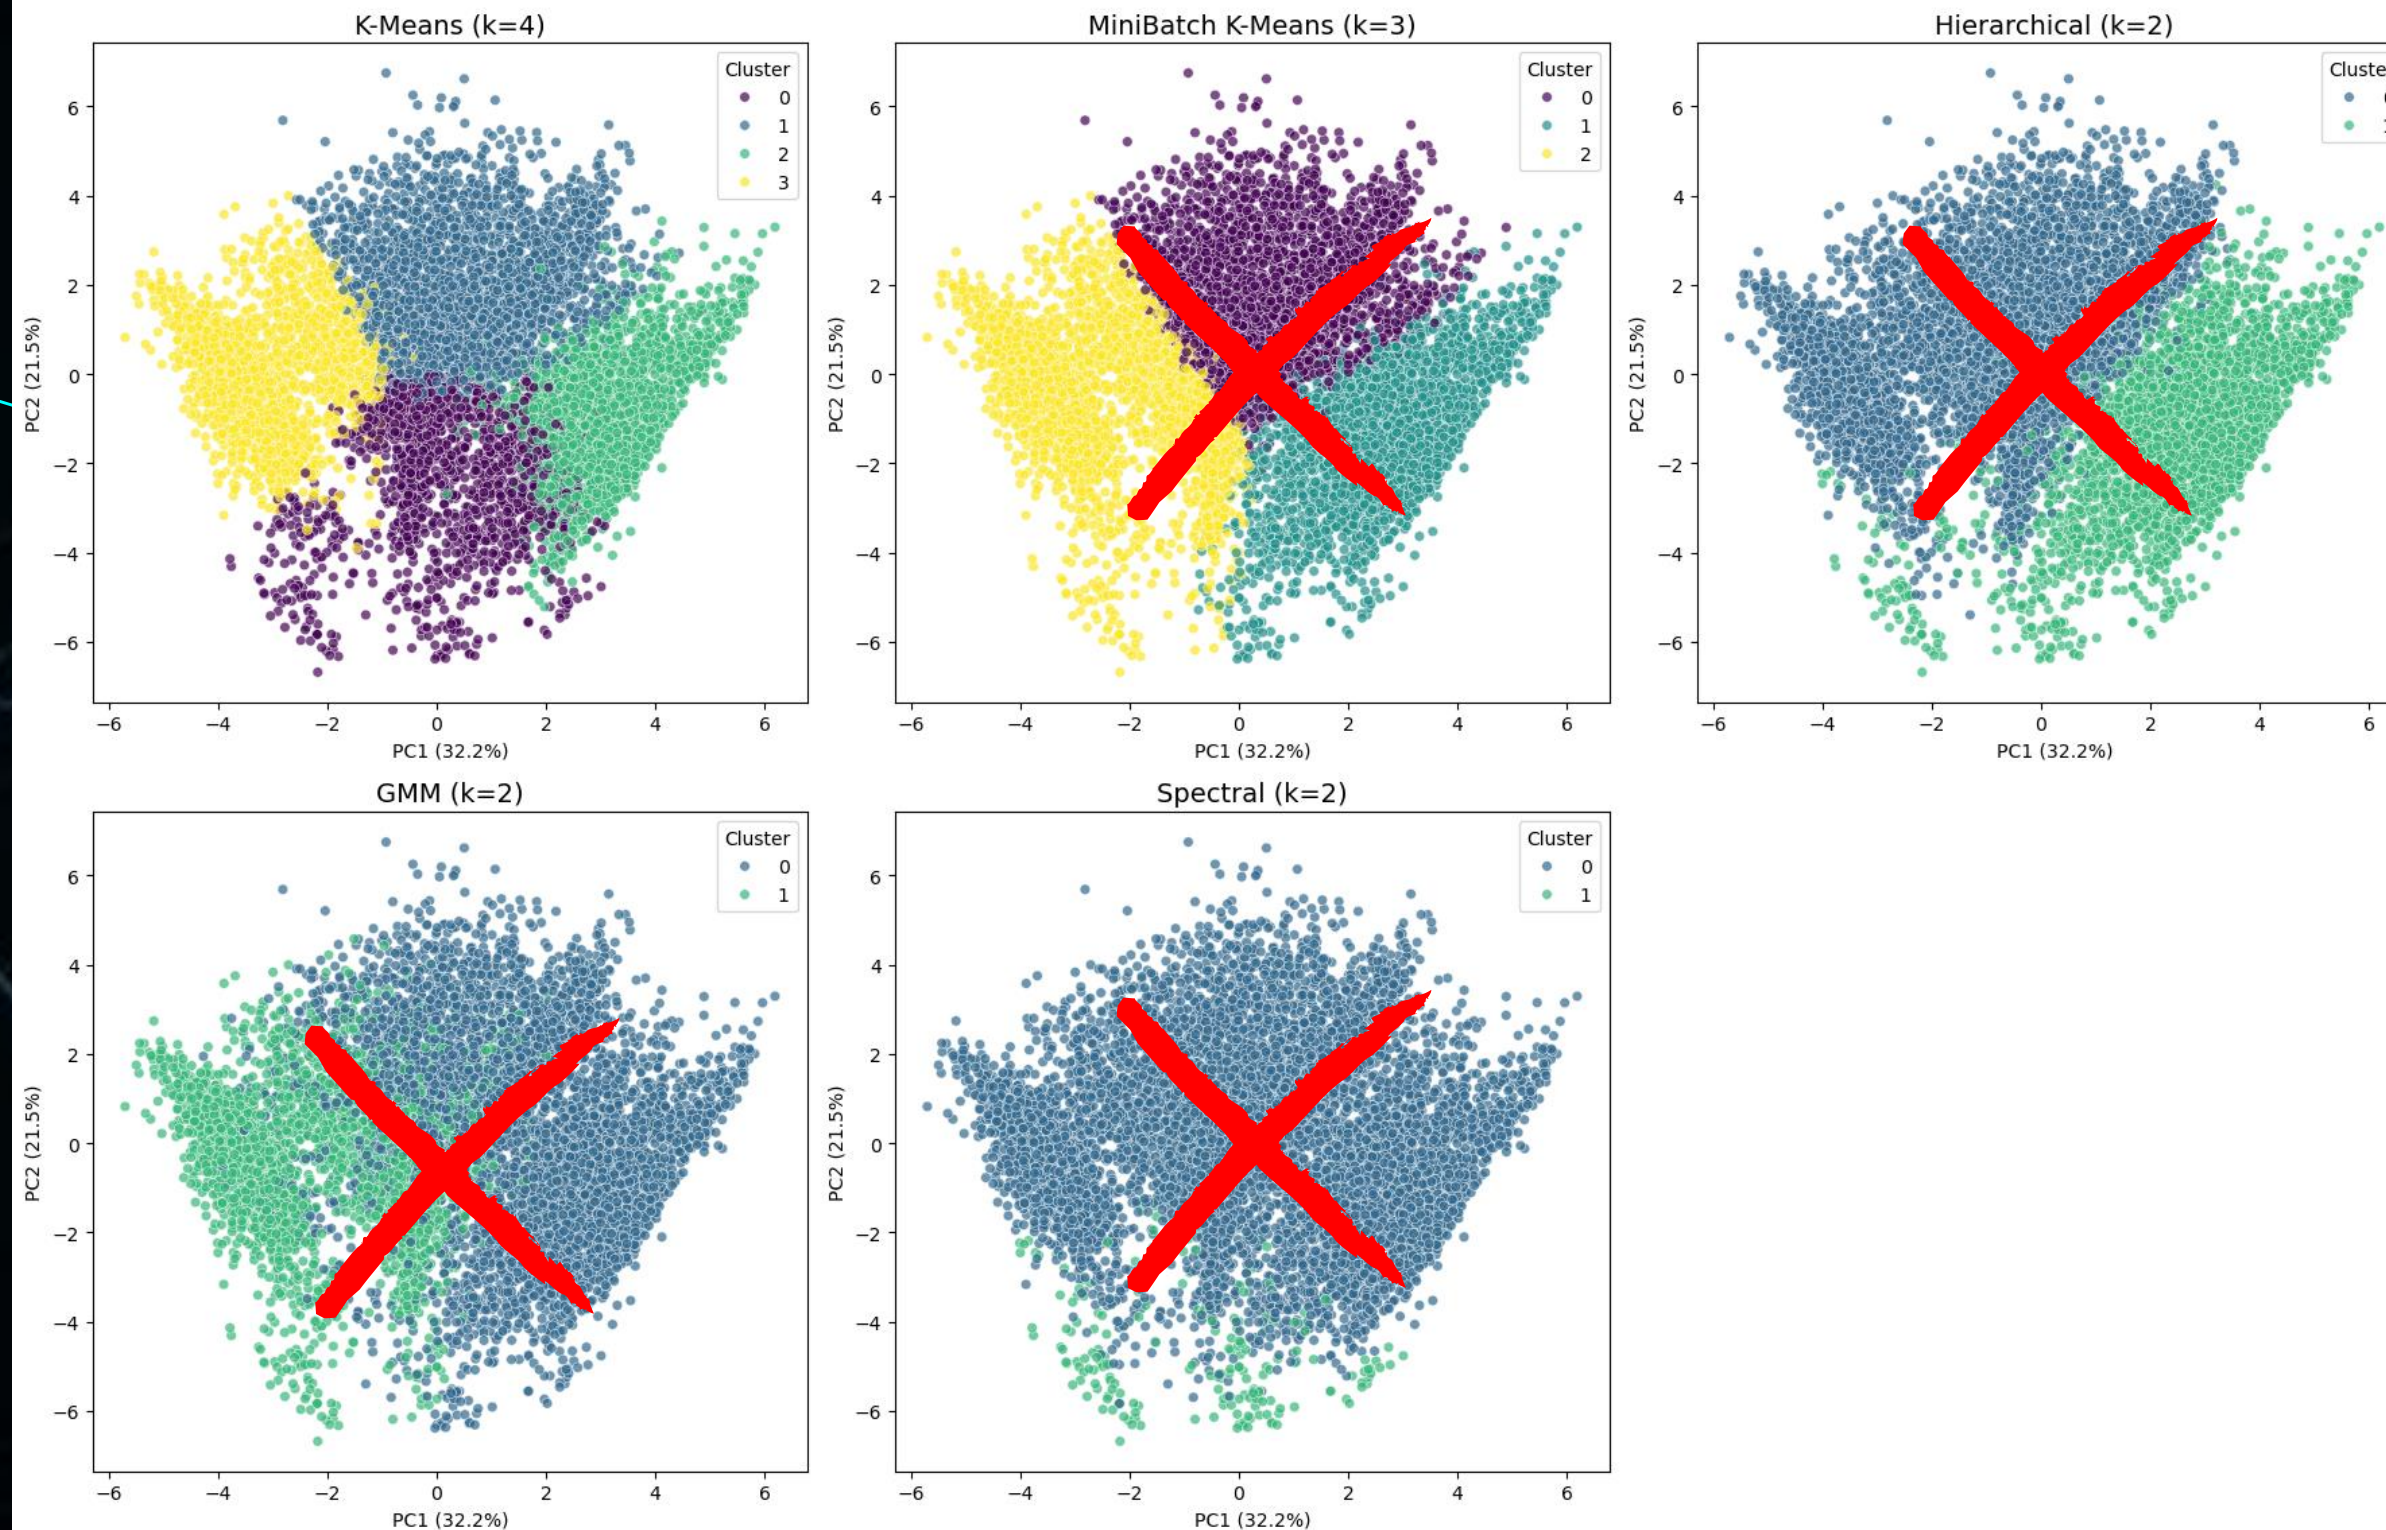 K-Means (k=4)
Cluster
0
1
2
3
6
4
2
0
−2
−4
−6
PC2 (21.5%)
−6 −4 −2 0 2 4 6
PC1 (32.2%)
MiniBatch K-Means (k=3)
Cluster
0
1
2
6
4
2
0
−2
−4
−6
PC2 (21.5%)
−6 −4 −2 0 2 4 6
PC1 (32.2%)
Hierarchical (k=2)
6
4
2
0
−2
−4
−6
PC2 (21.5%)
−6 −4 −2 0 2 4 6
PC1 (32.2%)
GMM (k=2)
Cluster
0
1
6
4
2
0
−2
−4
−6
PC2 (21.5%)
−6 −4 −2 0 2 4 6
PC1 (32.2%)
Spectral (k=2)
Cluster
0
1
6
4
2
0
−2
−4
−6
PC2 (21.5%)
−6 −4 −2 0 2 4 6
PC1 (32.2%)